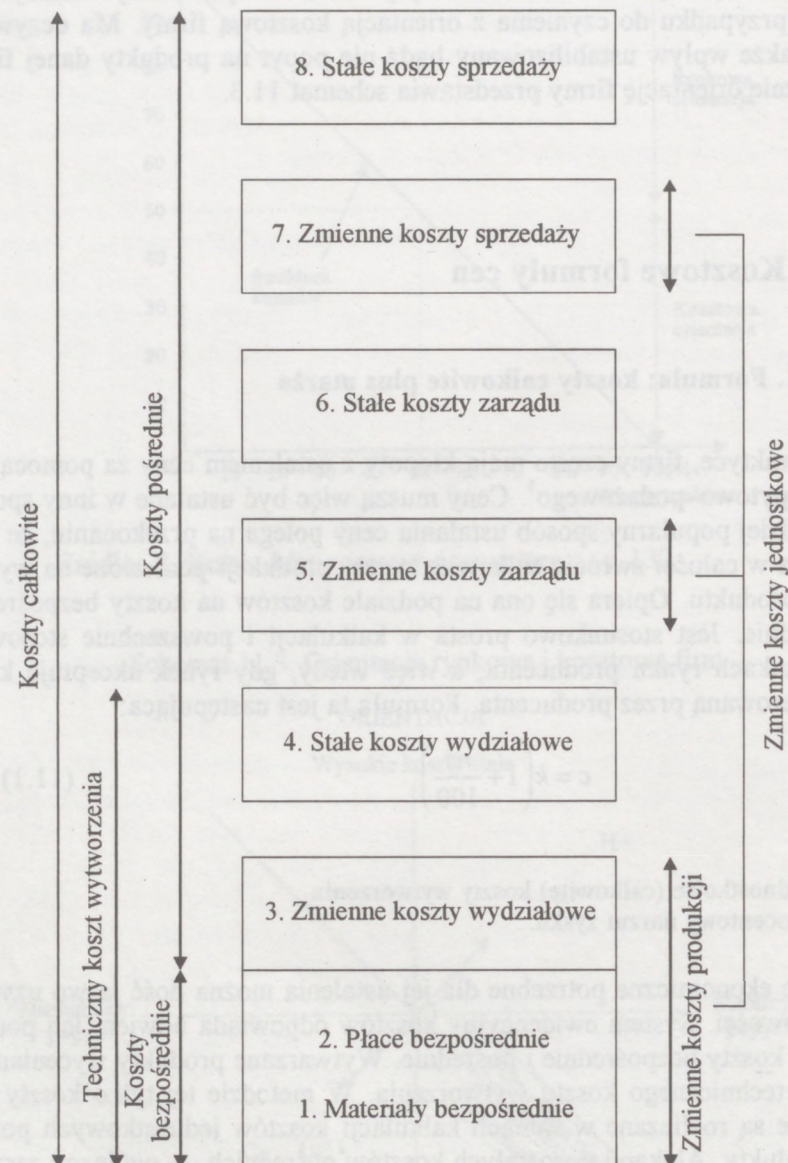 8. Stałe koszty sprzedaży
7. Zmienne koszty sprzedaży
6. Stałe koszty zarządu
5. Zmienne koszty zarządu
4. Stałe koszty wydziałowe
3. Zmienne koszty wydziałowe
2. Płace bezpośrednie
1. Materiały bezpośrednie
Koszty całkowite
Techniczny koszt wytworzenia
Koszty pośrednie
Koszty
bezpośrednie
Zmienne koszty produkcji
Zmienne koszty jednostkowe